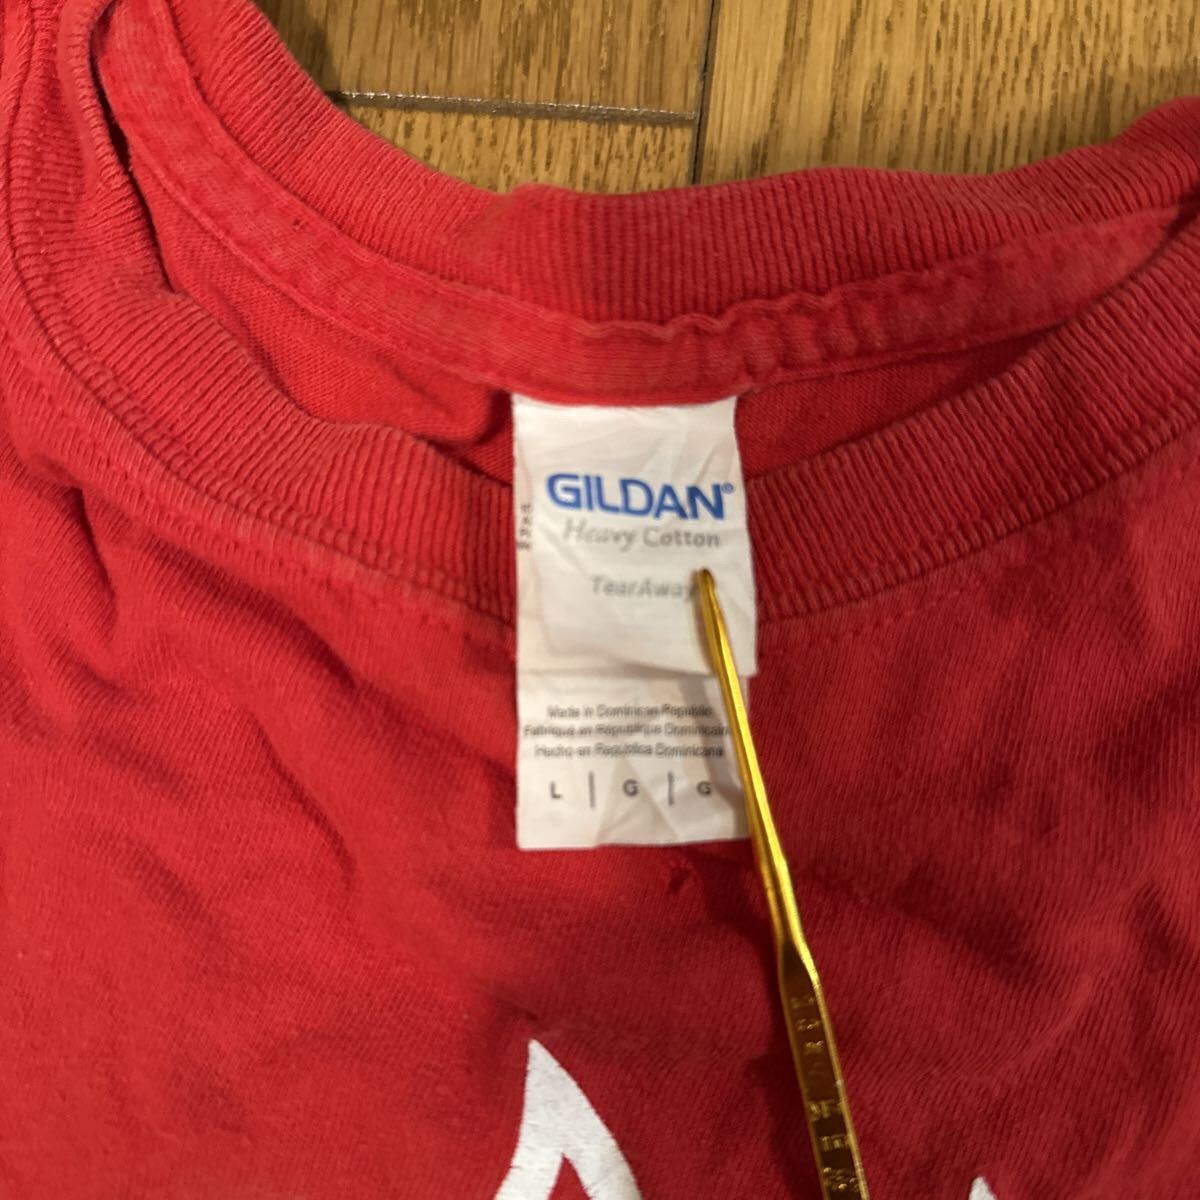 GILDAN®
Heavy Cotton
TearAway
Made in Dominican Republic
Fabriqué en République Dominicaine
Hecho en República Dominicana
L | G | G